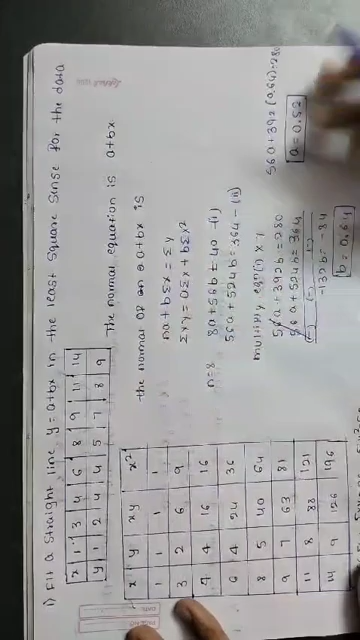 1) Fit a straight line y=a+bx in the least square sense for the data
x 1 3 4 6 8 9 11 14
y 1 2 4 4 5 7 8 9
The normal equation is a+bx
the normal of an a+bx is
na + bΣx = Σy
Σxy = aΣx + bΣx²
n=8
8a+56b = 40 -(1)
56a+524b=364 -(2)
multiply eqn(1) x 7
56a+392b=280
56a+524b=364
(-) (-) (-)
-132b=-84
b=0.64
56a+392(0.64)=280
a=0.52
x y xy x²
1 1 1 1
3 2 6 9
4 4 16 16
6 4 24 36
8 5 40 64
9 7 63 81
11 8 88 121
14 9 126 196